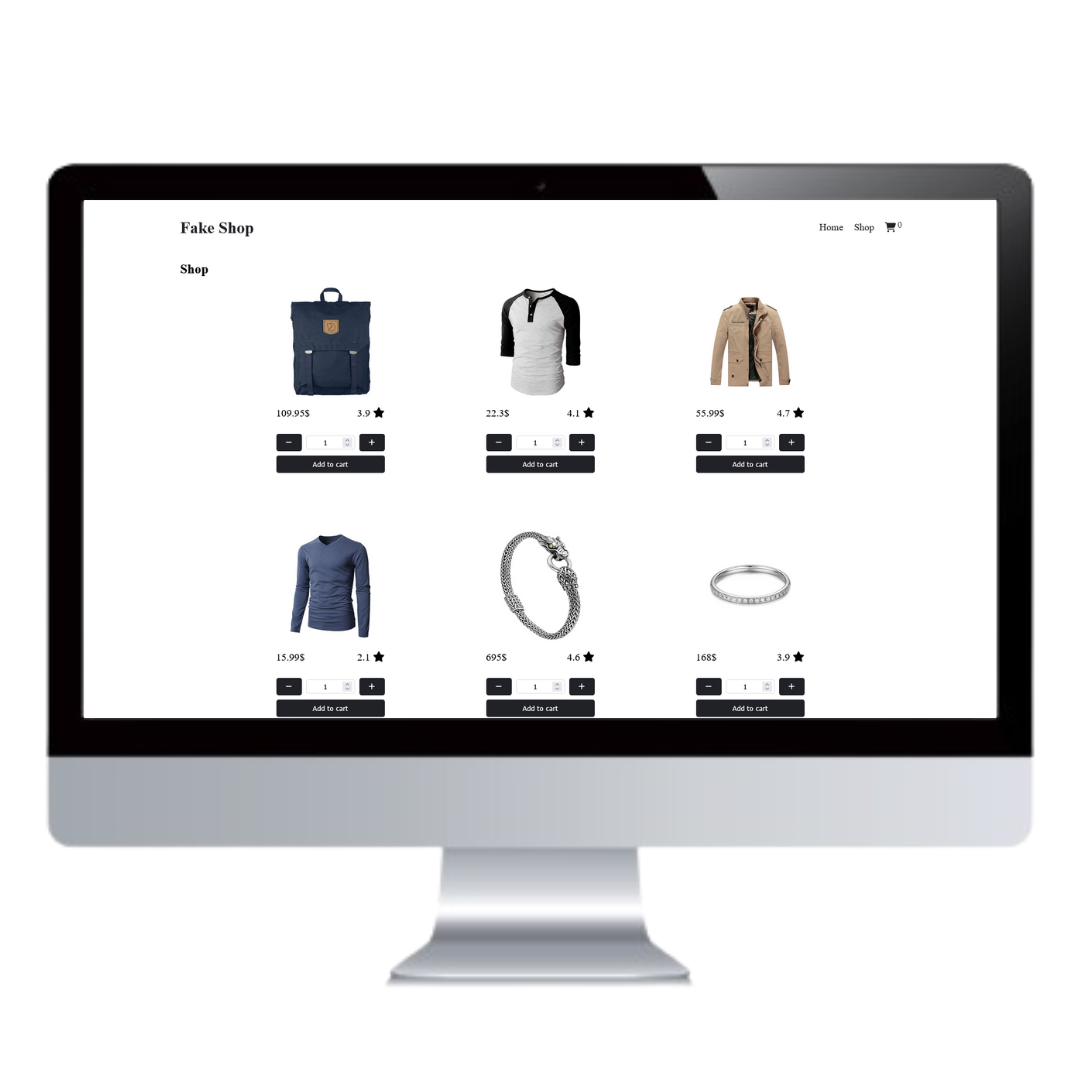 Fake Shop
Home Shop 0
Shop
109.95$ 3.9 22.3$ 4.1 55.99$ 4.7
− 1 + − 1 + − 1 +
Add to cart Add to cart Add to cart
15.99$ 2.1 695$ 4.6 168$ 3.9
− 1 + − 1 + − 1 +
Add to cart Add to cart Add to cart